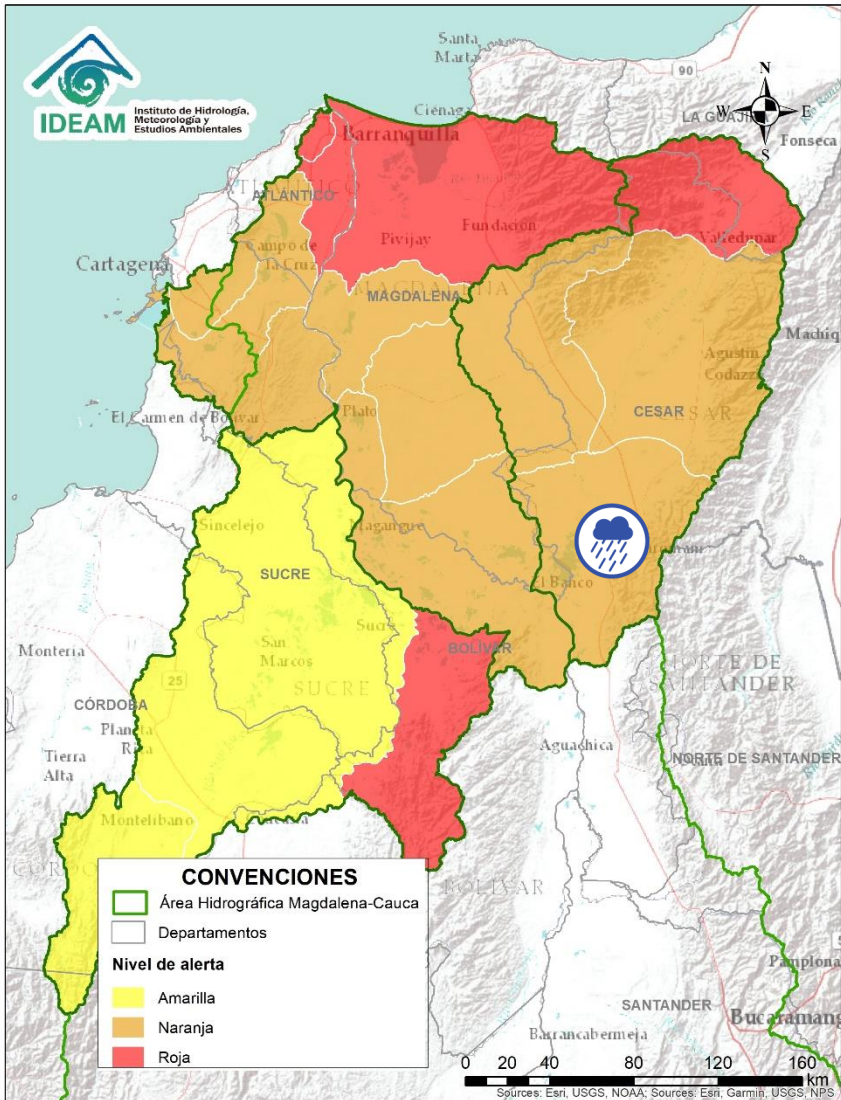 IDEAM
Instituto de Hidrología,
Meteorología y
Estudios Ambientales
Santa
Marta
90
N
W
E
S
LA GUAJIRA
Fonseca
Ciénaga
Barranquilla
ATLÁNTICO
Fundación
Pivijay
Valledupar
Campo de
la Cruz
Cartagena
MAGDALENA
Agustín
Codazzi
El Carmen de Bolívar
Plato
CESAR
CESAR
Sincelejo
Magangue
El Banco
SUCRE
Sucre
San
Marcos
BOLÍVAR
Montería
SUCRE
NORTE DE
SANTANDER
25
CÓRDOBA
Planeta
Rica
Tierra
Alta
Aguachica
NORTE DE SANTANDER
Montelibano
BOLÍVAR
CONVENCIONES
Área Hidrográfica Magdalena-Cauca
Departamentos
Nivel de alerta
Amarilla
Naranja
Roja
Pamplona
SANTANDER
Bucaramang
Barrancabermeja
0 20 40 80 120 160
km
Sources: Esri, USGS, NOAA; Sources: Esri, Garmin, USGS, NPS